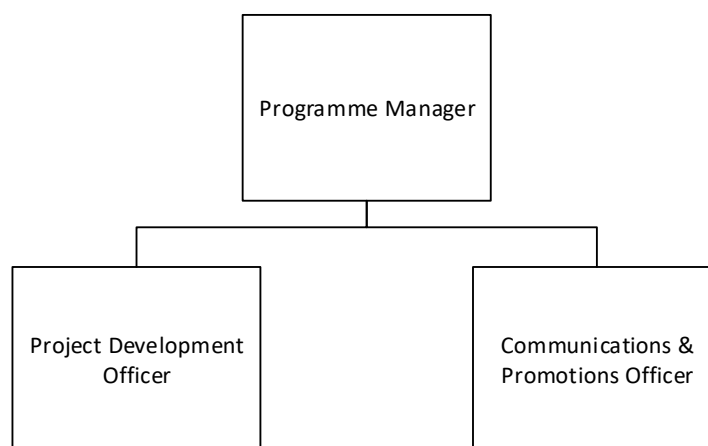 Programme Manager
Project Development
Officer
Communications &
Promotions Officer